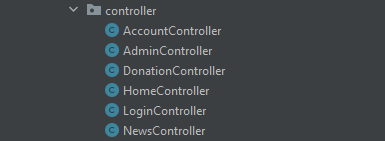 controller
AccountController
AdminController
DonationController
HomeController
LoginController
NewsController